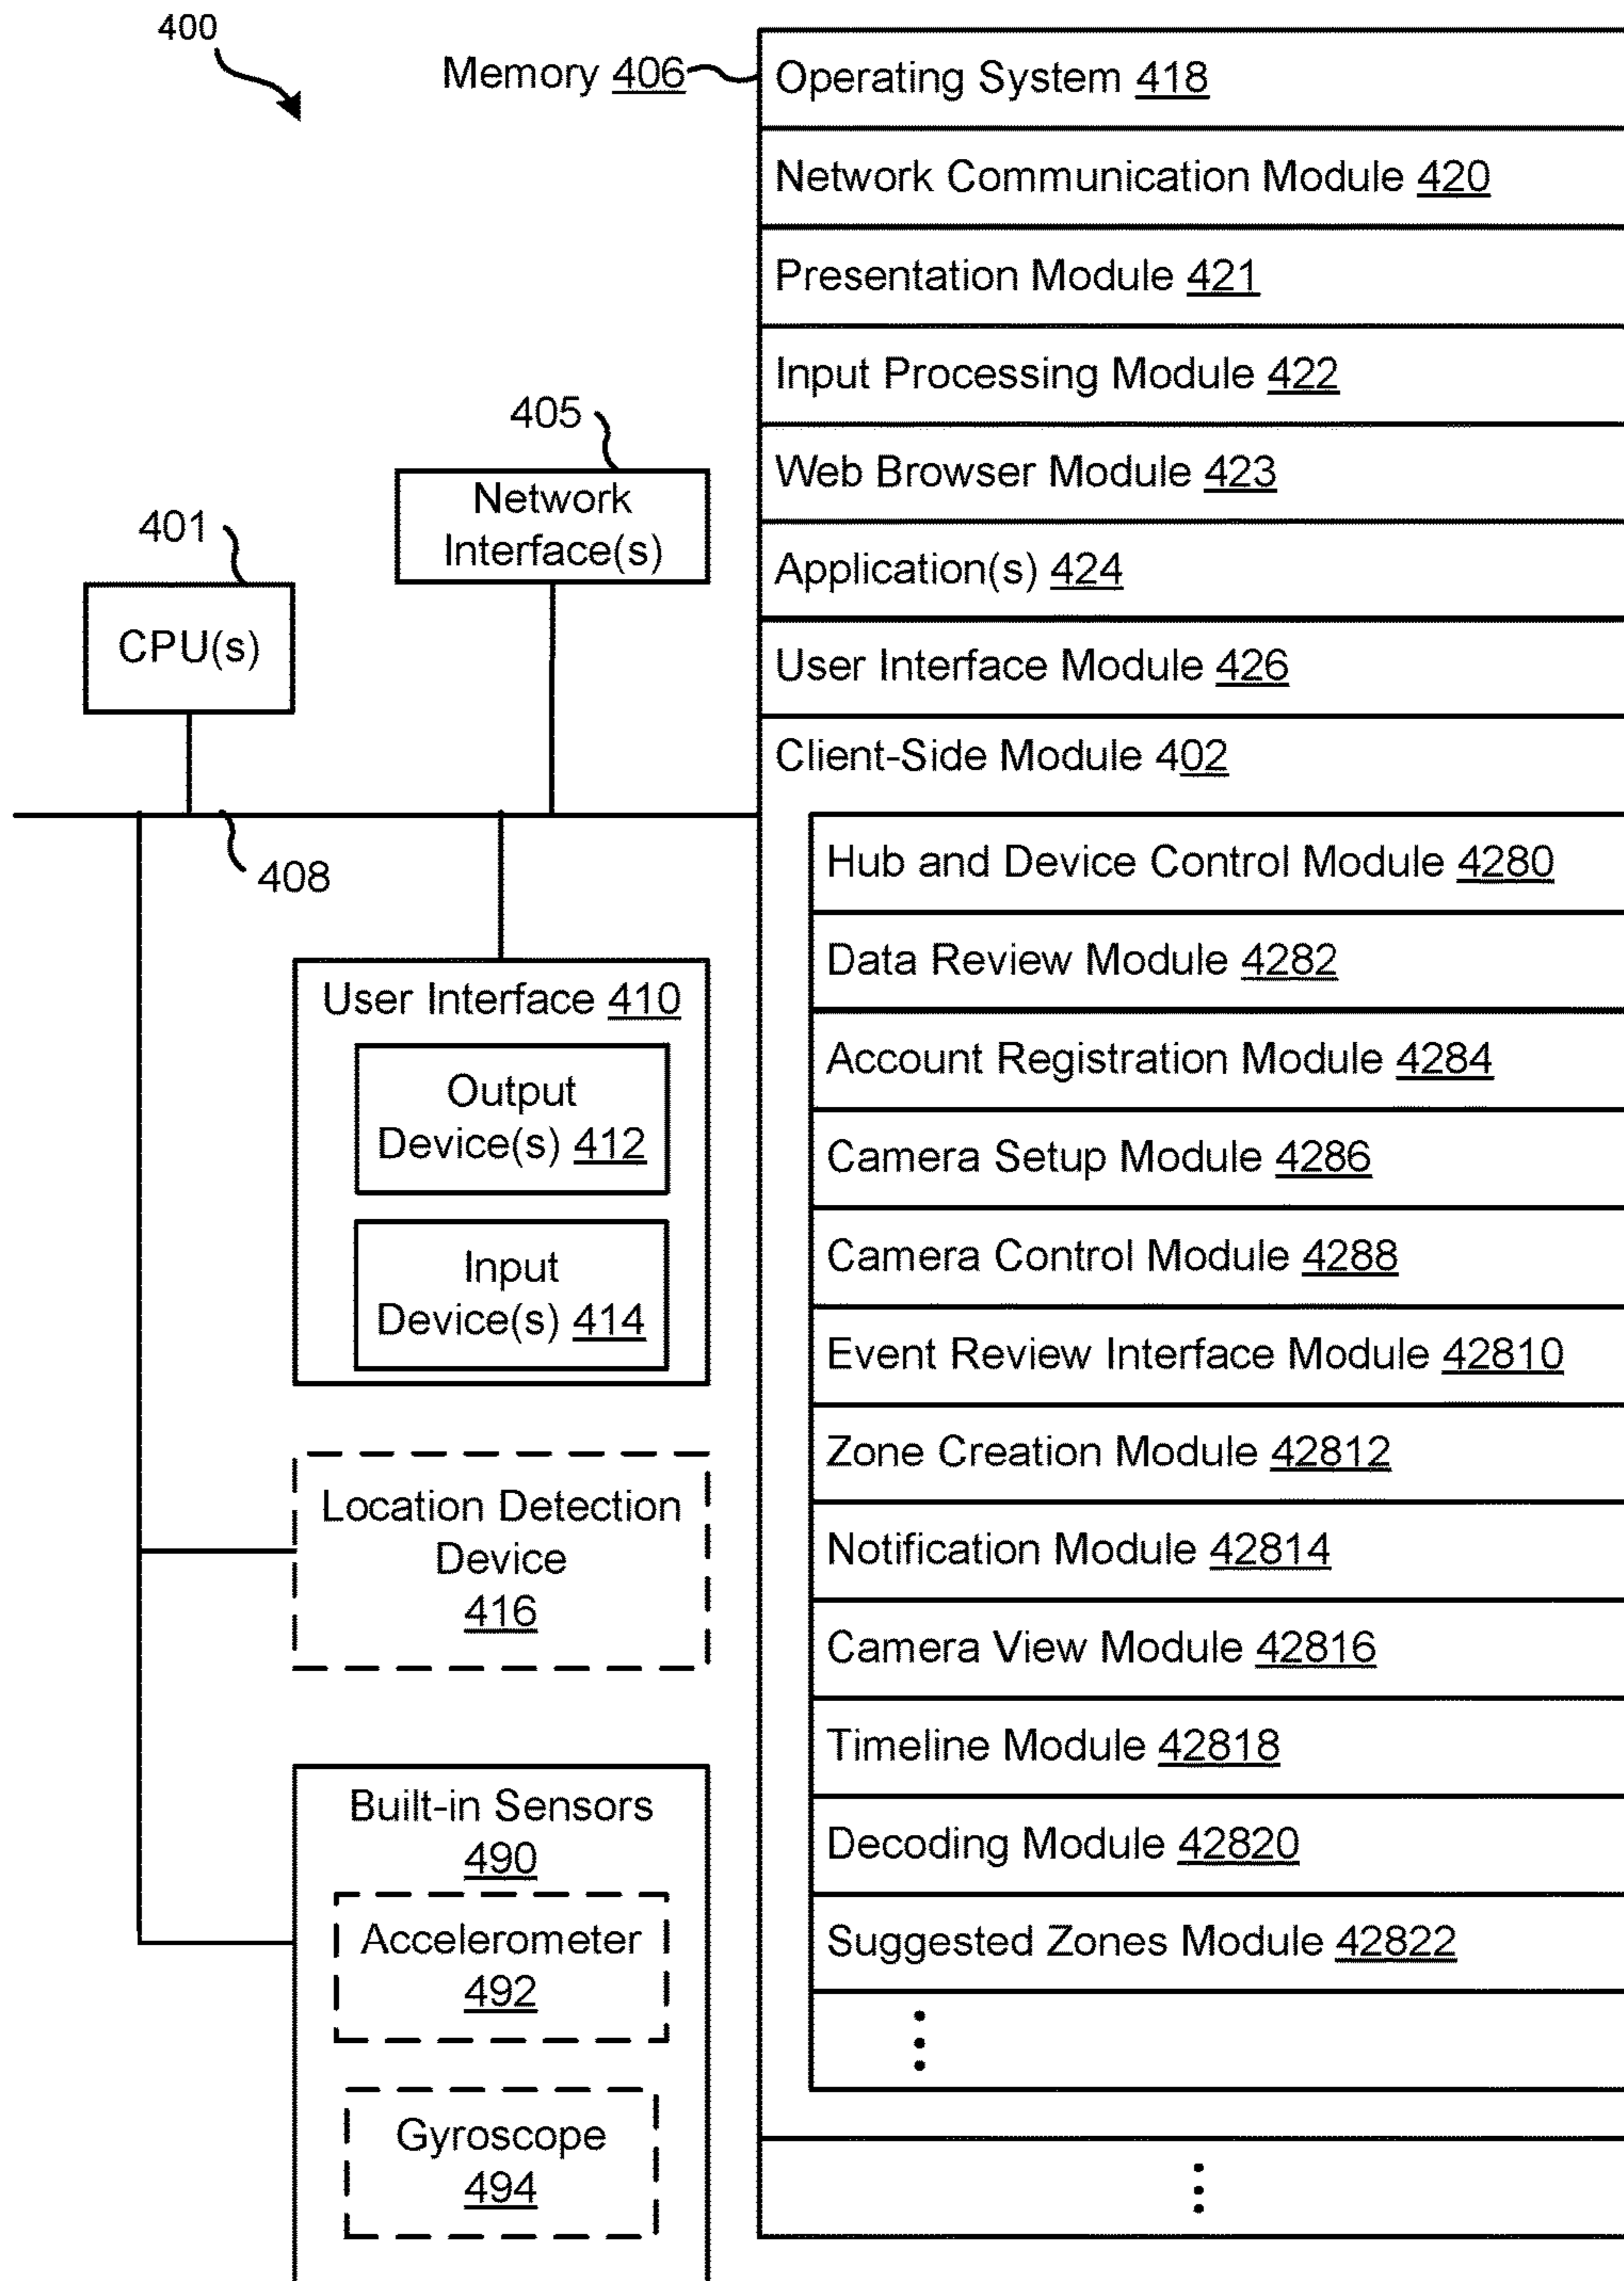 400
Memory 406
405
Network
Interface(s)
401
CPU(s)
408
User Interface 410
Output
Device(s) 412
Input
Device(s) 414
Location Detection
Device
416
Built-in Sensors
490
Accelerometer
492
Gyroscope
494
Operating System 418
Network Communication Module 420
Presentation Module 421
Input Processing Module 422
Web Browser Module 423
Application(s) 424
User Interface Module 426
Client-Side Module 402
Hub and Device Control Module 4280
Data Review Module 4282
Account Registration Module 4284
Camera Setup Module 4286
Camera Control Module 4288
Event Review Interface Module 42810
Zone Creation Module 42812
Notification Module 42814
Camera View Module 42816
Timeline Module 42818
Decoding Module 42820
Suggested Zones Module 42822